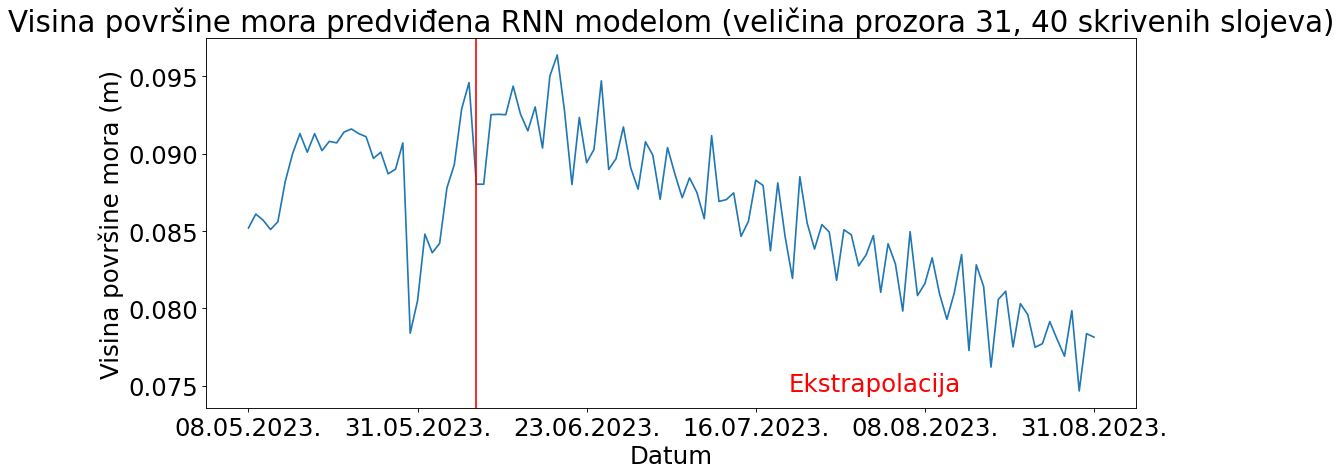 Visina površine mora predviđena RNN modelom (veličina prozora 31, 40 skrivenih slojeva)
Visina površine mora (m)
0.095
0.090
0.085
0.080
0.075
Ekstrapolacija
08.05.2023. 31.05.2023. 23.06.2023. 16.07.2023. 08.08.2023. 31.08.2023.
Datum